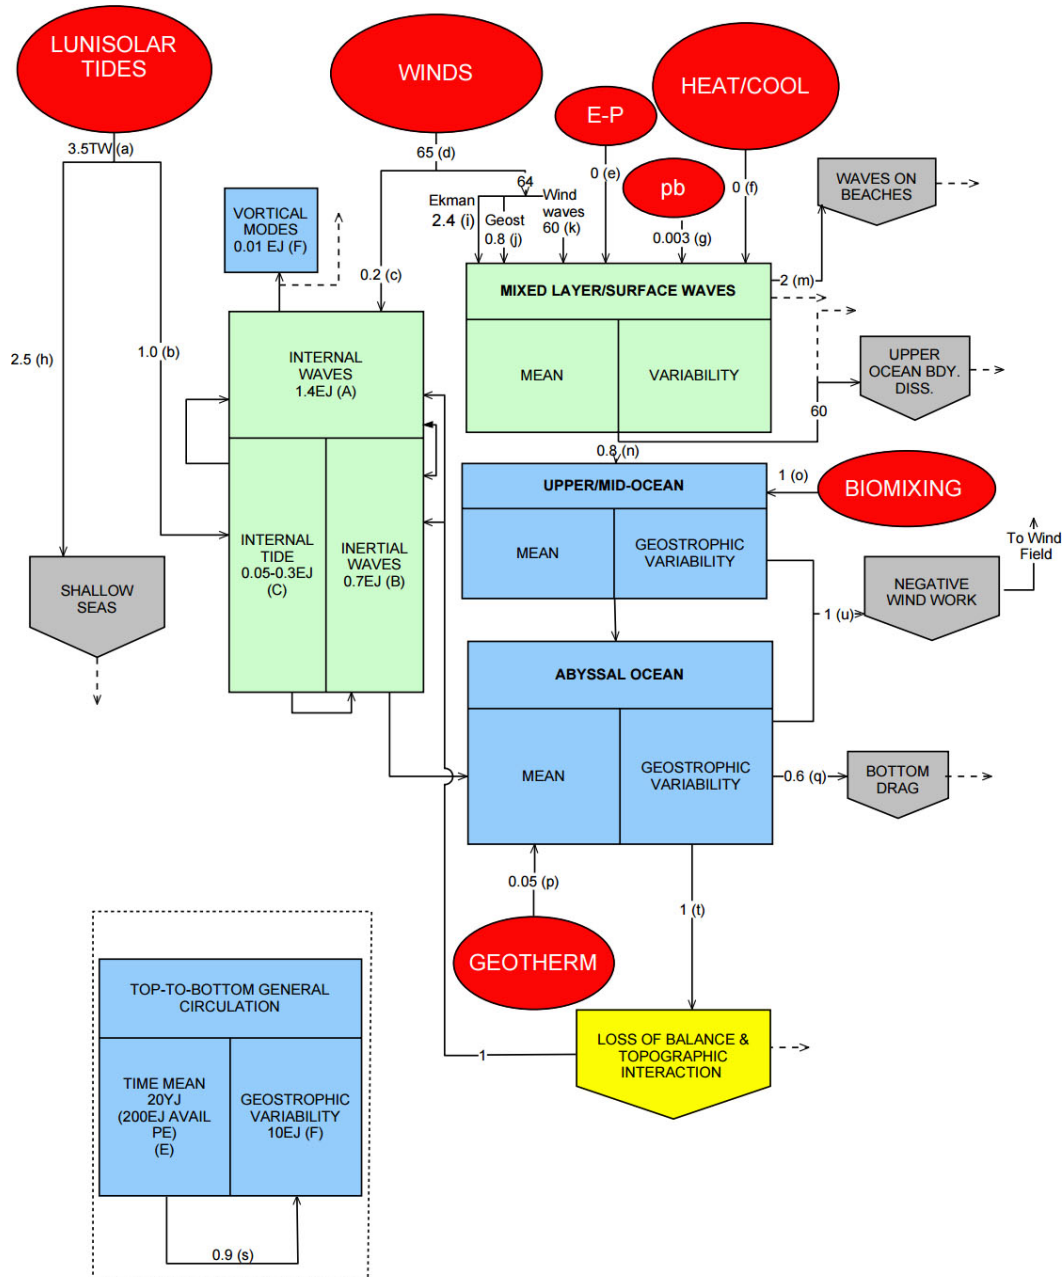 LUNISOLAR
TIDES
WINDS
HEAT/COOL
E-P
3.5TW (a)
65 (d)
0 (e)
0 (f)
pb
WAVES ON
BEACHES
64
Ekman
2.4 (i)
Geost
0.8 (j)
Wind
waves
60 (k)
0.003 (g)
VORTICAL
MODES
0.01 EJ (F)
0.2 (c)
2 (m)
MIXED LAYER/SURFACE WAVES
MEAN
VARIABILITY
2.5 (h)
1.0 (b)
INTERNAL
WAVES
1.4EJ (A)
UPPER
OCEAN BDY.
DISS.
60
0.8 (n)
UPPER/MID-OCEAN
1 (o)
BIOMIXING
MEAN
GEOSTROPHIC
VARIABILITY
INTERNAL
TIDE
0.05-0.3EJ
(C)
INERTIAL
WAVES
0.7EJ (B)
To Wind
Field
SHALLOW
SEAS
NEGATIVE
WIND WORK
1 (u)
ABYSSAL OCEAN
MEAN
GEOSTROPHIC
VARIABILITY
0.6 (q)
BOTTOM
DRAG
0.05 (p)
1 (t)
GEOTHERM
TOP-TO-BOTTOM GENERAL
CIRCULATION
1
LOSS OF BALANCE &
TOPOGRAPHIC
INTERACTION
TIME MEAN
20YJ
(200EJ AVAIL
PE)
(E)
GEOSTROPHIC
VARIABILITY
10EJ (F)
0.9 (s)